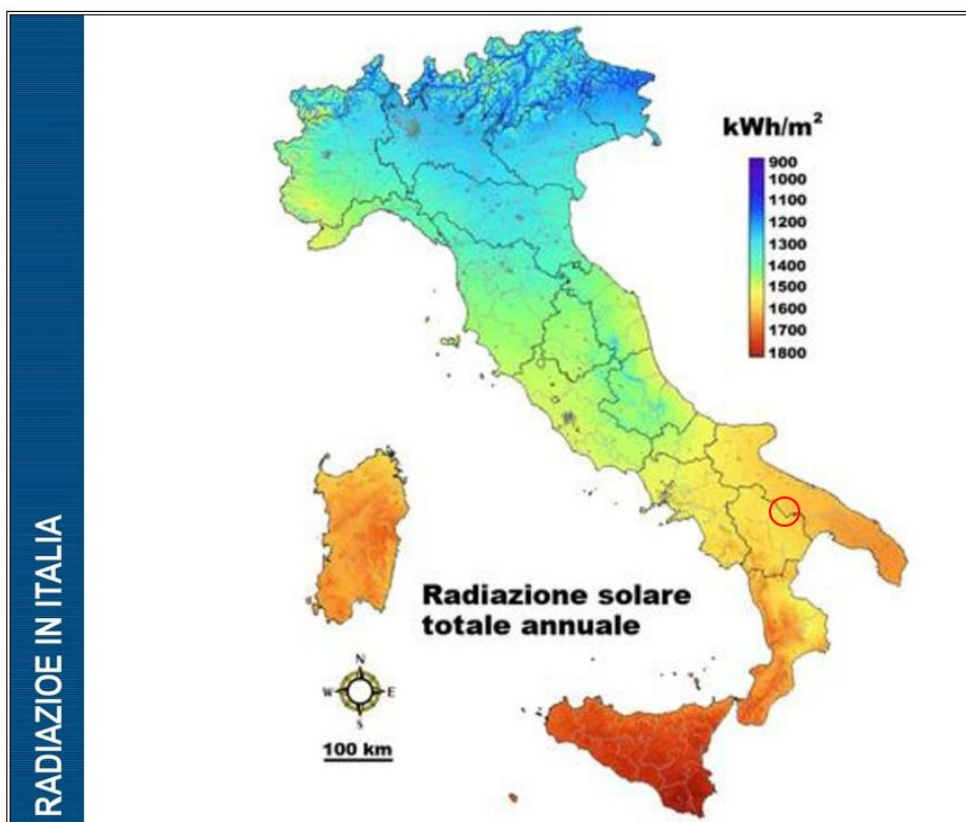 RADIAZIOE IN ITALIA
kWh/m²
900
1000
1100
1200
1300
1400
1500
1600
1700
1800
Radiazione solare
totale annuale
N
W E
S
100 km